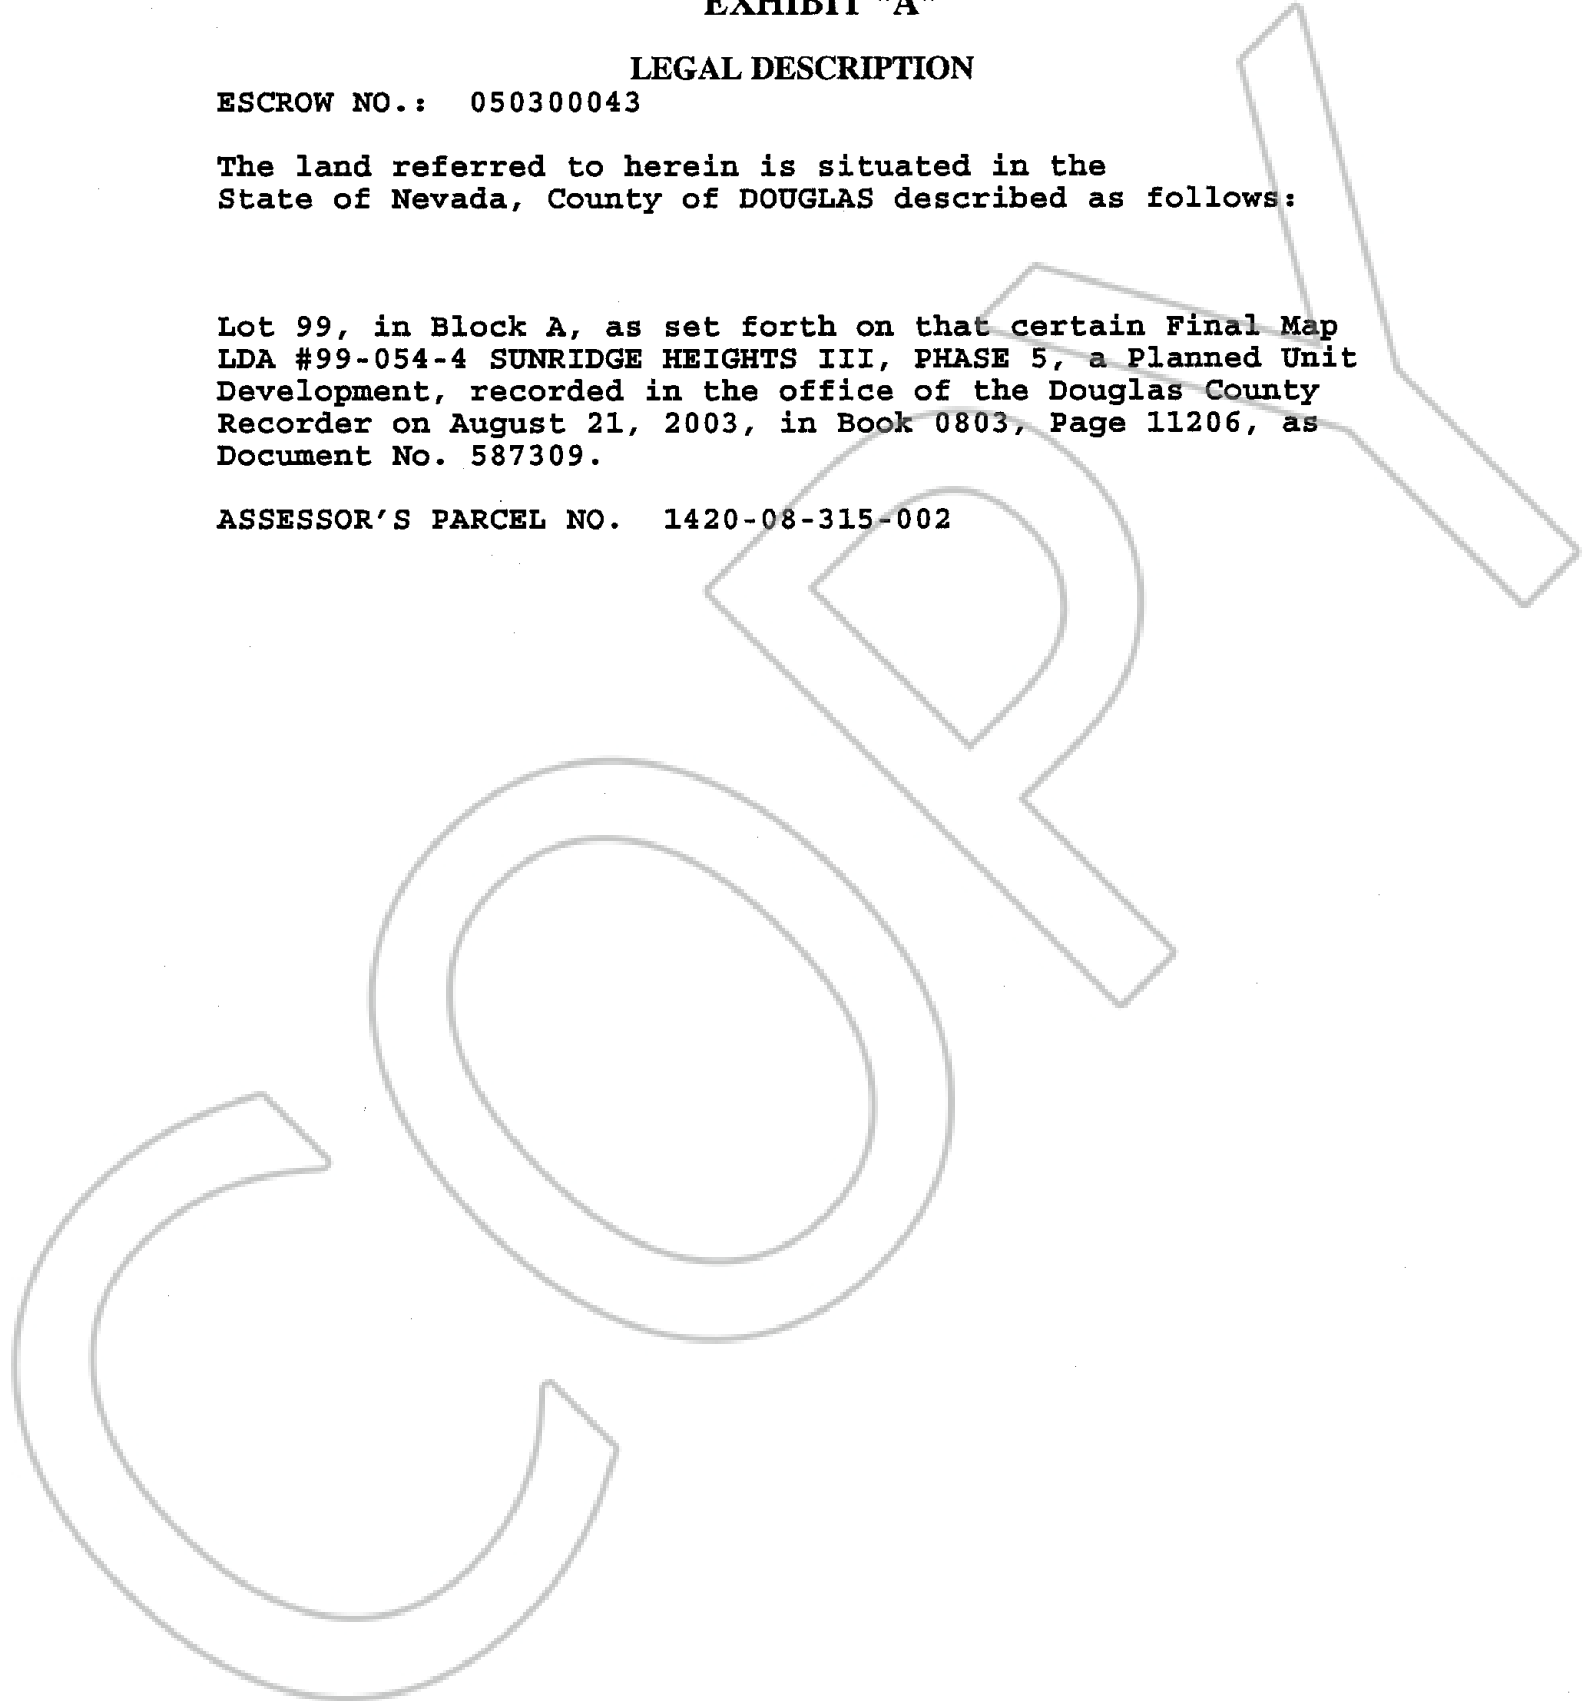 EXHIBIT "A"
LEGAL DESCRIPTION
ESCROW NO.: 050300043
The land referred to herein is situated in the
State of Nevada, County of DOUGLAS described as follows:
Lot 99, in Block A, as set forth on that certain Final Map
LDA #99-054-4 SUNRIDGE HEIGHTS III, PHASE 5, a Planned Unit
Development, recorded in the office of the Douglas County
Recorder on August 21, 2003, in Book 0803, Page 11206, as
Document No. 587309.
ASSESSOR'S PARCEL NO. 1420-08-315-002
COPY